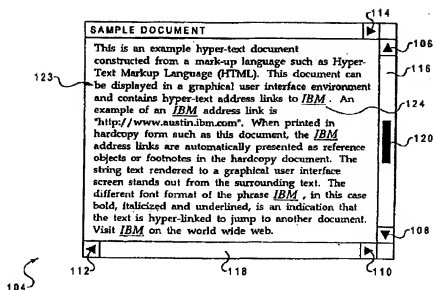 114
SAMPLE DOCUMENT
106
This is an example hyper-text document
constructed from a mark-up language such as Hyper-
116
Text Markup Language (HTML). This document can
123
be displayed in a graphical user interface environment
and contains hyper-text address links to IBM . An
124
example of an IBM address link is
"http://www.austin.ibm.com". When printed in
120
hardcopy form such as this document, the IBM
address links are automatically presented as reference
objects or footnotes in the hardcopy document. The
string text rendered to a graphical user interface
screen stands out from the surrounding text. The
different font format of the phrase IBM , in this case
bold, italicized and underlined, is an indication that
the text is hyper-linked to jump to another document.
108
Visit IBM on the world wide web.
104
112
118
110